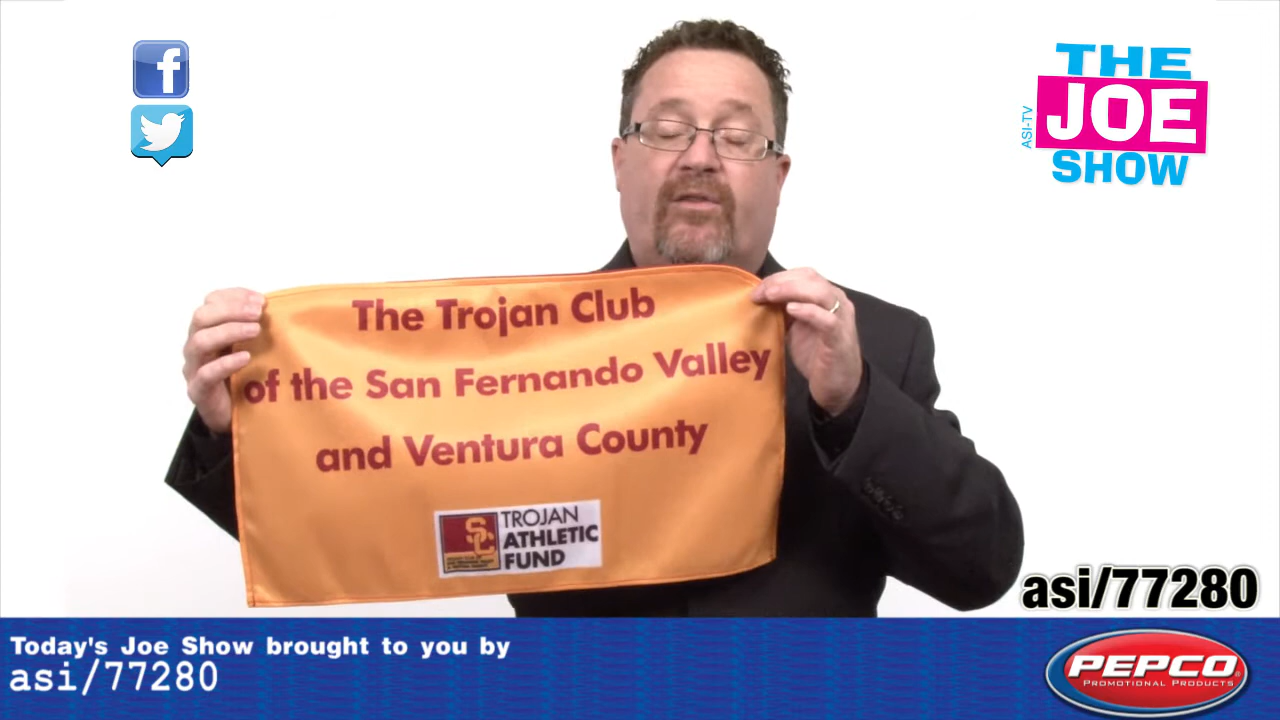 f
THE
JOE
SHOW
ASI-TV
The Trojan Club
of the San Fernando Valley
and Ventura County
SC
TROJAN
ATHLETIC
FUND
asi/77280
Today's Joe Show brought to you by
asi/77280
PEPCO®
PROMOTIONAL PRODUCTS